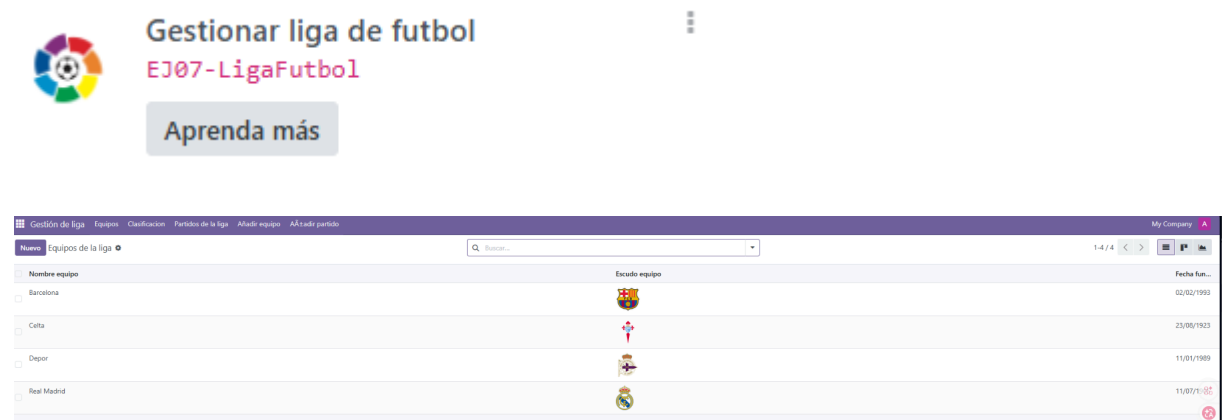 Gestionar liga de futbol
EJ07-LigaFutbol
Aprenda más
Gestión de liga Equipos Clasificacion Partidos de la liga Añadir equipo AÃ±adir partido My Company A
Nuevo Equipos de la liga Buscar... 1-4 / 4
Nombre equipo Escudo equipo Fecha fun...
Barcelona 02/02/1993
Celta 23/08/1923
Depor 11/01/1989
Real Madrid